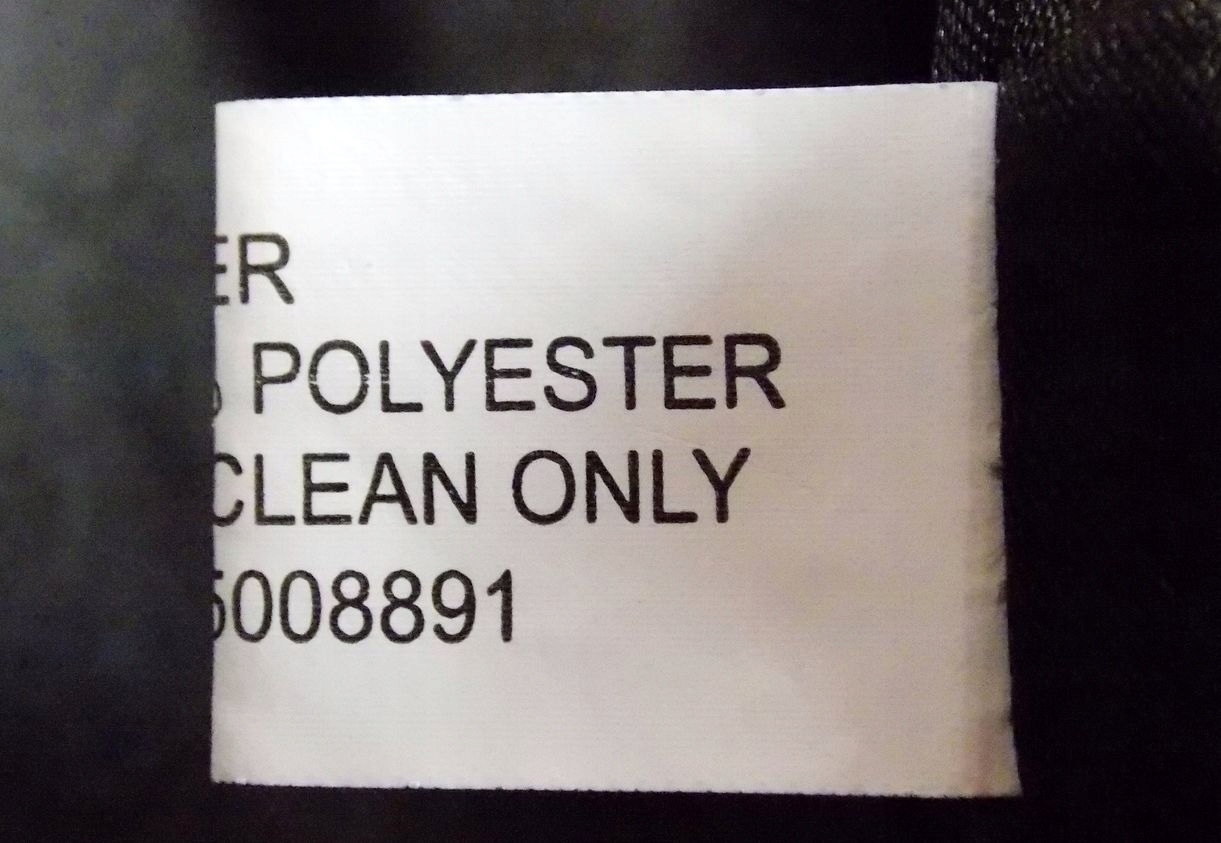 ER
POLYESTER
CLEAN ONLY
5008891